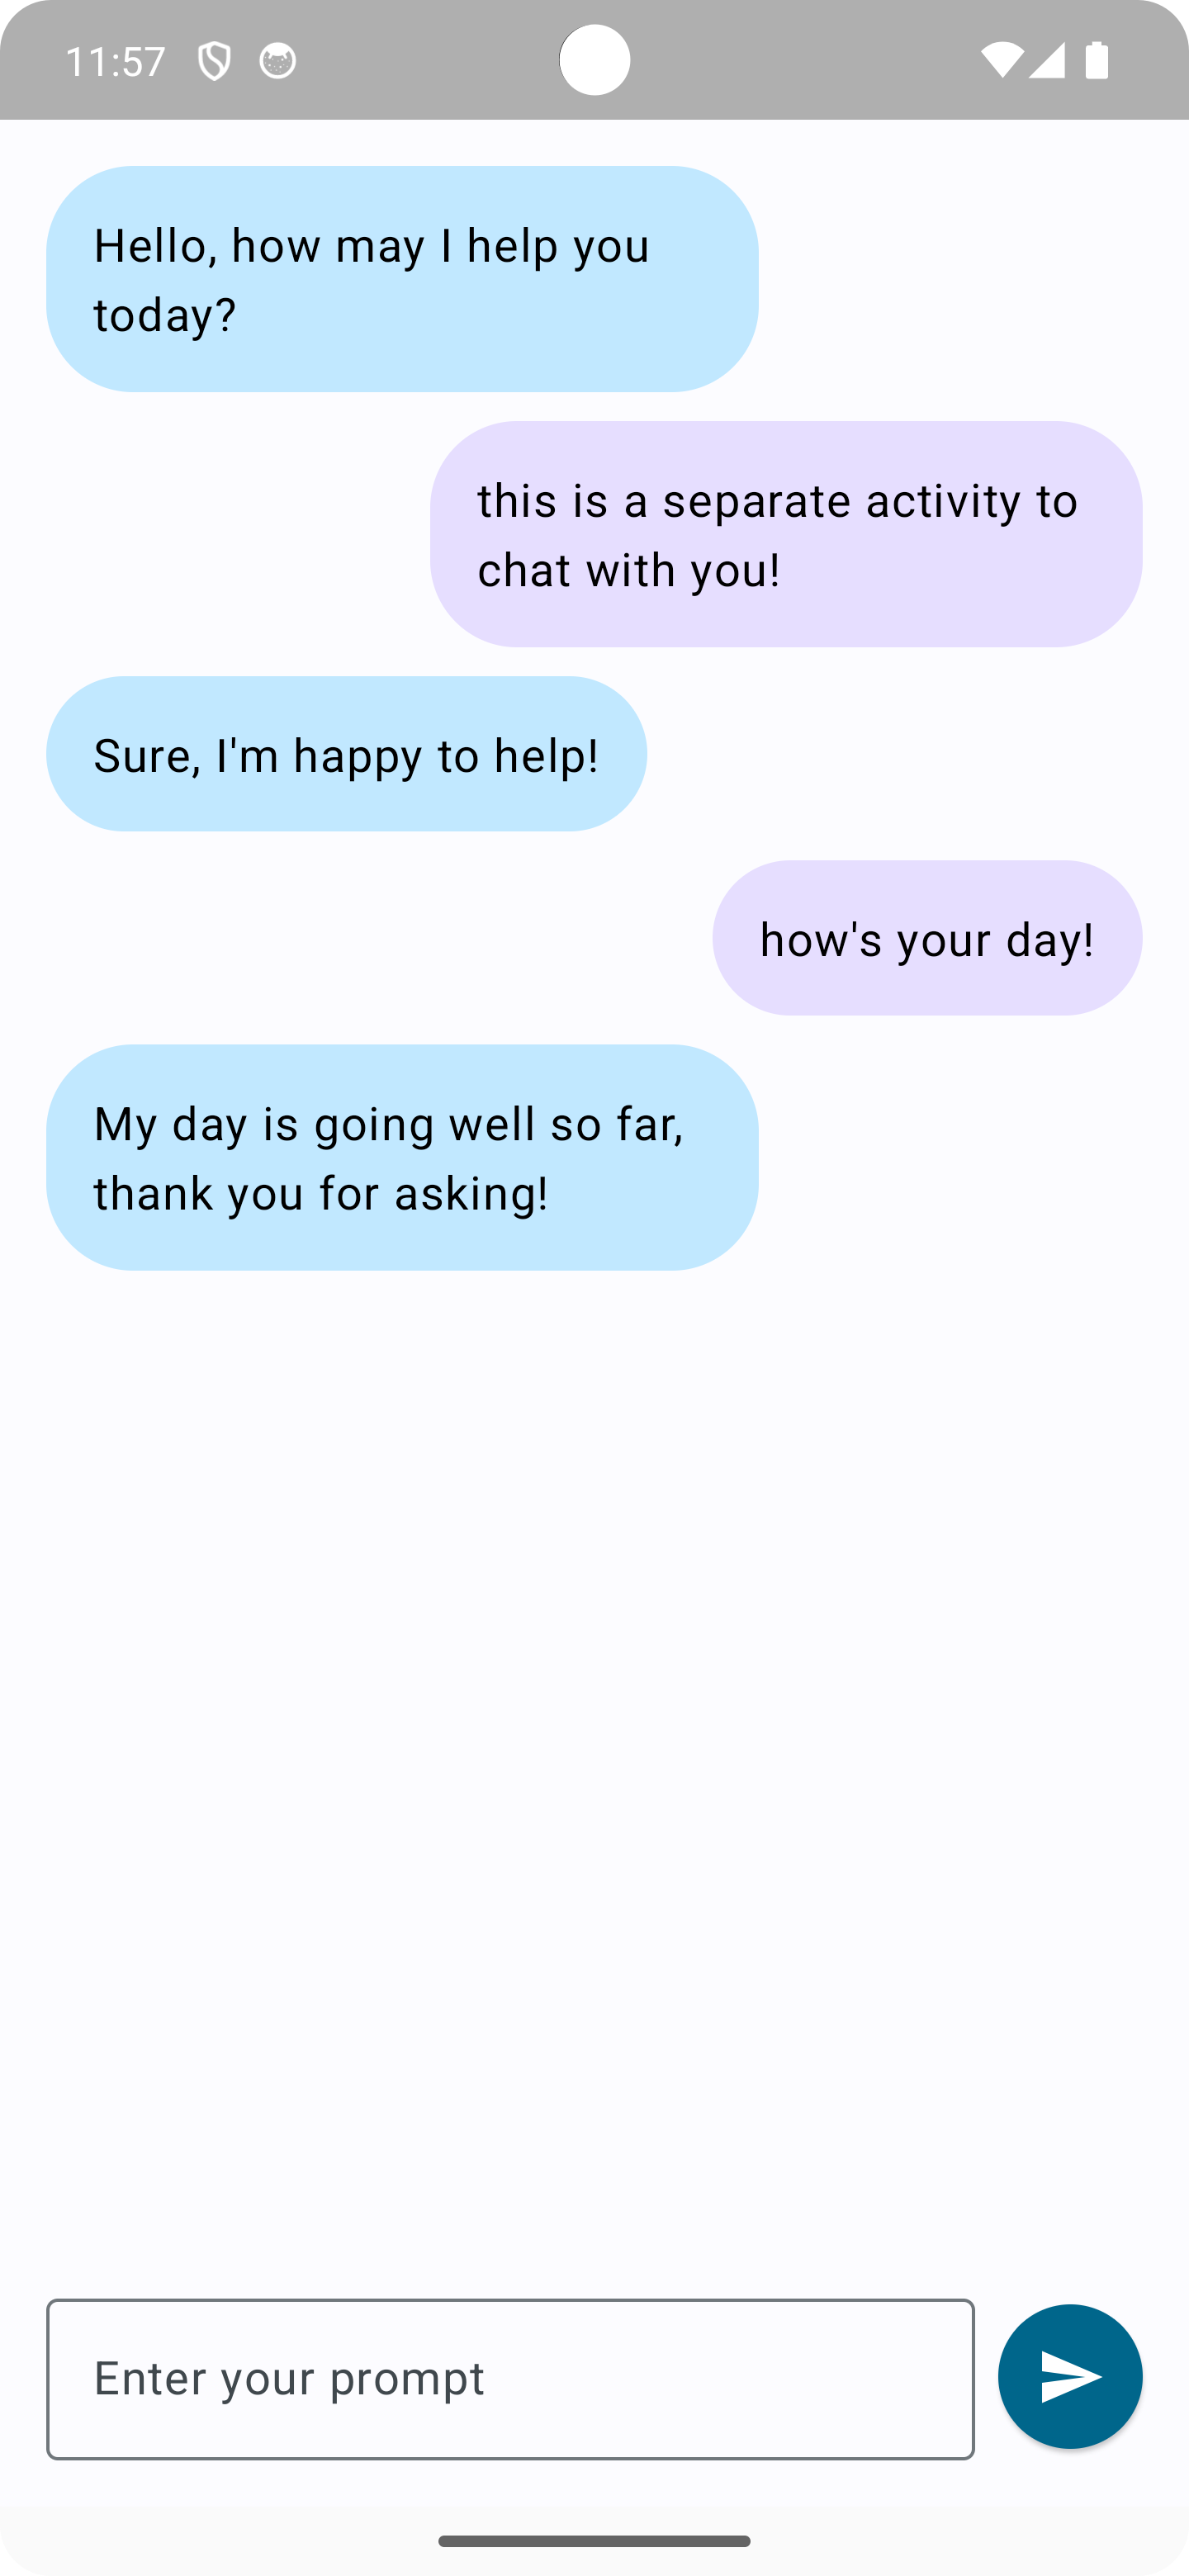 11:57
Hello, how may I help you
today?
this is a separate activity to
chat with you!
Sure, I'm happy to help!
how's your day!
My day is going well so far,
thank you for asking!
Enter your prompt